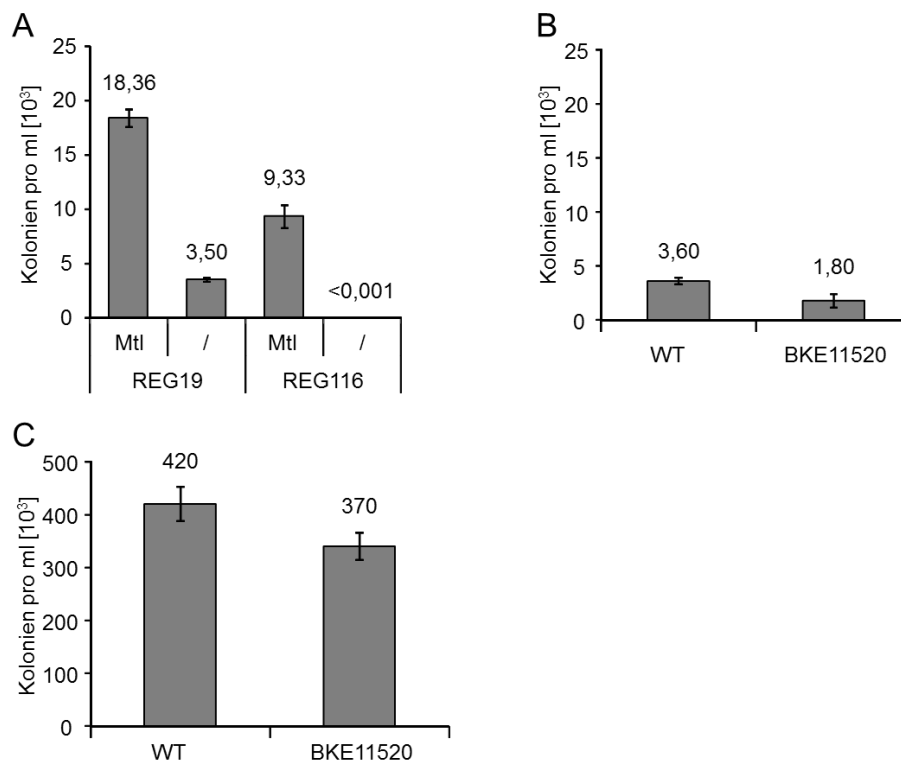 A
Kolonien pro ml [10³]
25
20
15
10
5
0
18,36
3,50
9,33
<0,001
Mtl / Mtl /
REG19 REG116
B
Kolonien pro ml [10³]
25
20
15
10
5
0
3,60
1,80
WT BKE11520
C
Kolonien pro ml [10³]
500
400
300
200
100
0
420
370
WT BKE11520